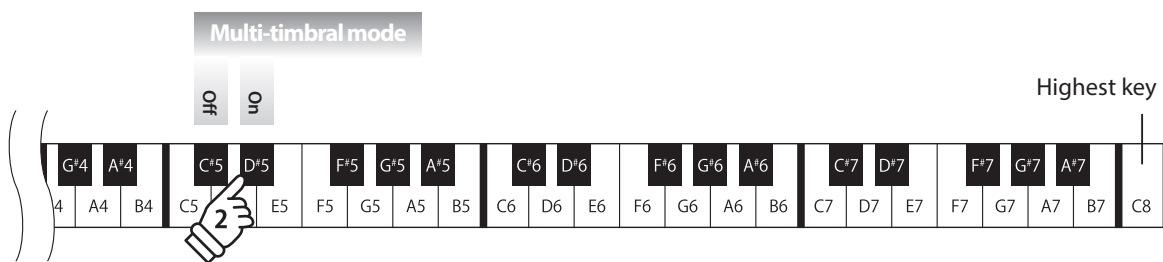 Multi-timbral mode
Off On
Highest key
G#4 A#4 C#5 D#5 F#5 G#5 A#5 C#6 D#6 F#6 G#6 A#6 C#7 D#7 F#7 G#7 A#7
4 A4 B4 C5 E5 F5 G5 A5 B5 C6 D6 E6 F6 G6 A6 B6 C7 D7 E7 F7 G7 A7 B7 C8
2